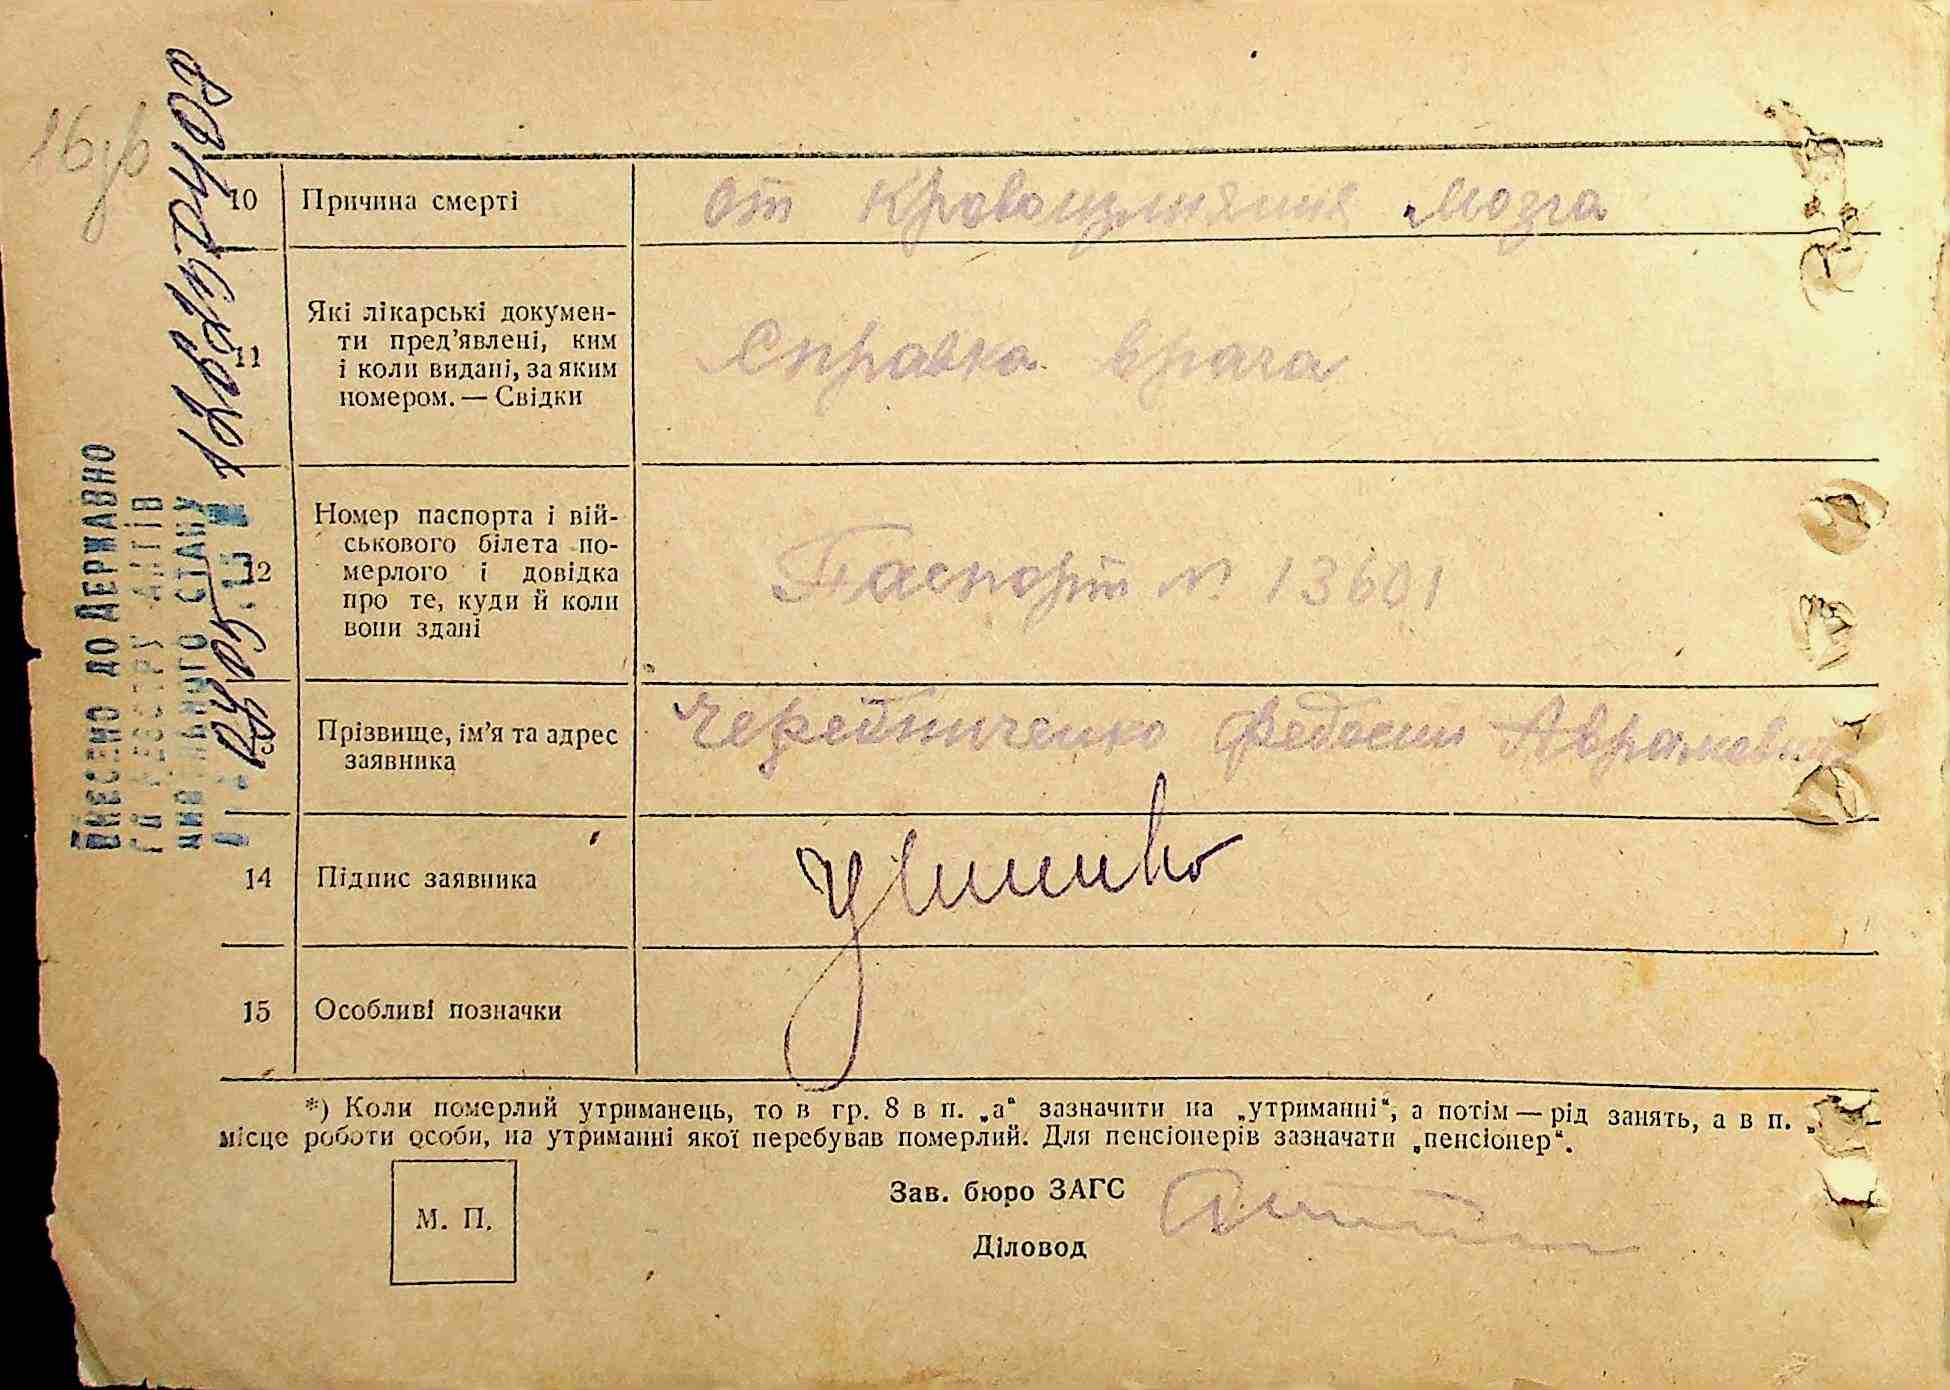 10 Причина смерті
от кровоизлияния мозга
11 Які лікарські докумен-
ти пред’явлені, ким
і коли видані, за яким
номером. — Свідки
Справка врача
12 Номер паспорта і вій-
ськового білета по-
мерлого і довідка
про те, куди й коли
вони здані
Паспорт № 13601
13 Прізвище, ім’я та адрес
заявника
Черейниченко Федосии Аврамовна
14 Підпис заявника
15 Особливі позначки
*) Коли померлий утриманець, то в гр. 8 в п. „а“ зазначити на „утриманні“, а потім — рід занять, а в п.
місце роботи особи, на утриманні якої перебував померлий. Для пенсіонерів зазначати „пенсіонер“.
М. П.
Зав. бюро ЗАГС
Діловод
ВНЕСЕНО ДО ДЕРЖАВНО
ГО РЕЄСТРУ АКТІВ
ЦИВІЛЬНОГО СТАНУ